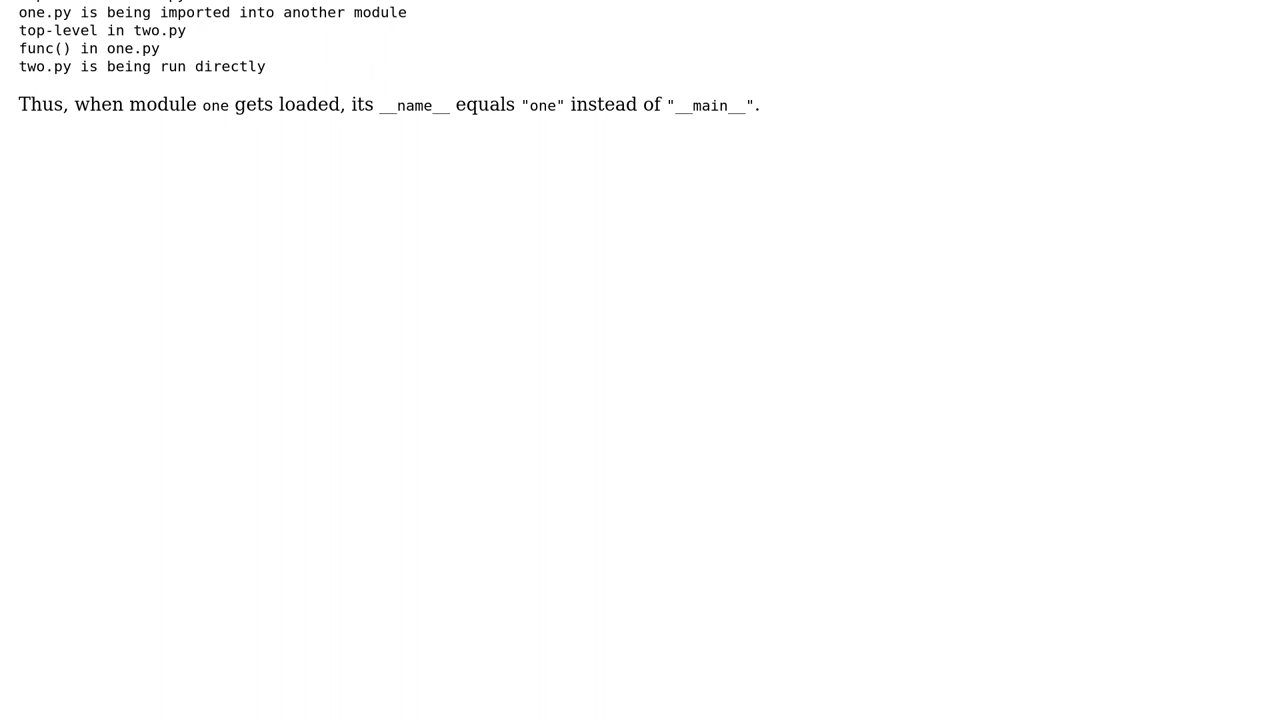 one.py is being imported into another module
top-level in two.py
func() in one.py
two.py is being run directly
Thus, when module one gets loaded, its __name__ equals "one" instead of "__main__".